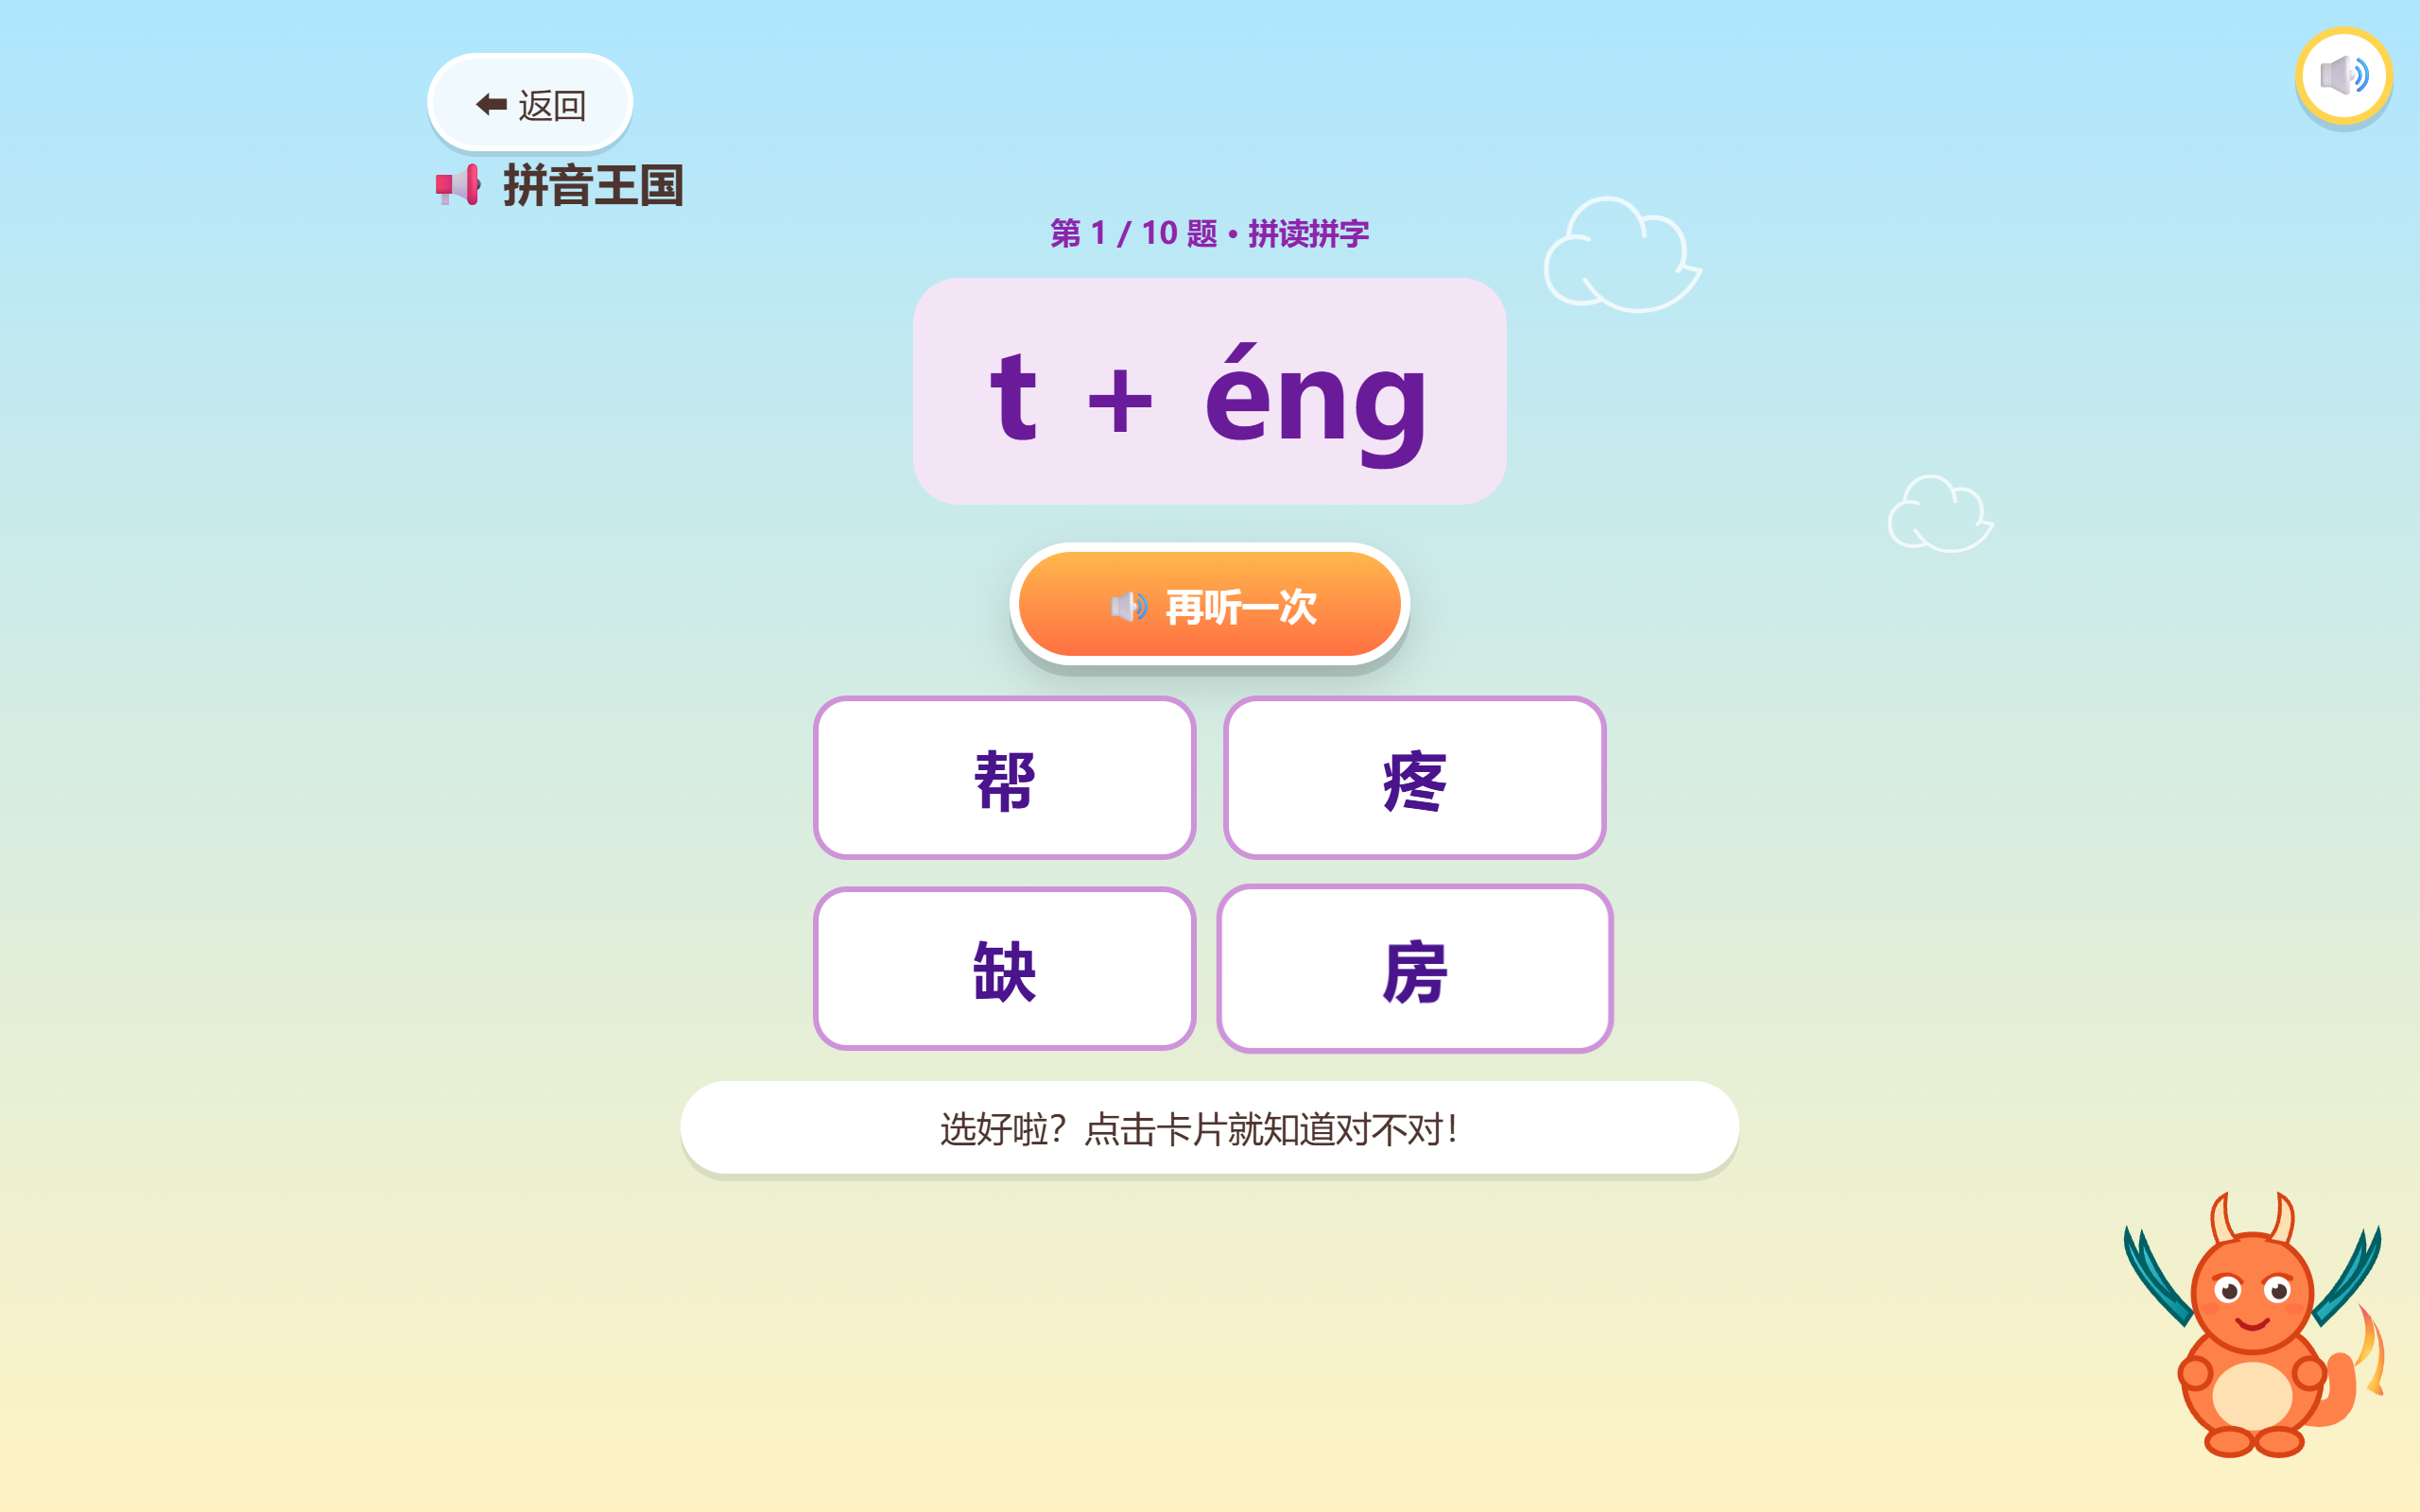 返回
拼音王国
第 1 / 10 题 • 拼读拼字
t + éng
再听一次
帮
疼
缺
房
选好啦？点击卡片就知道对不对！